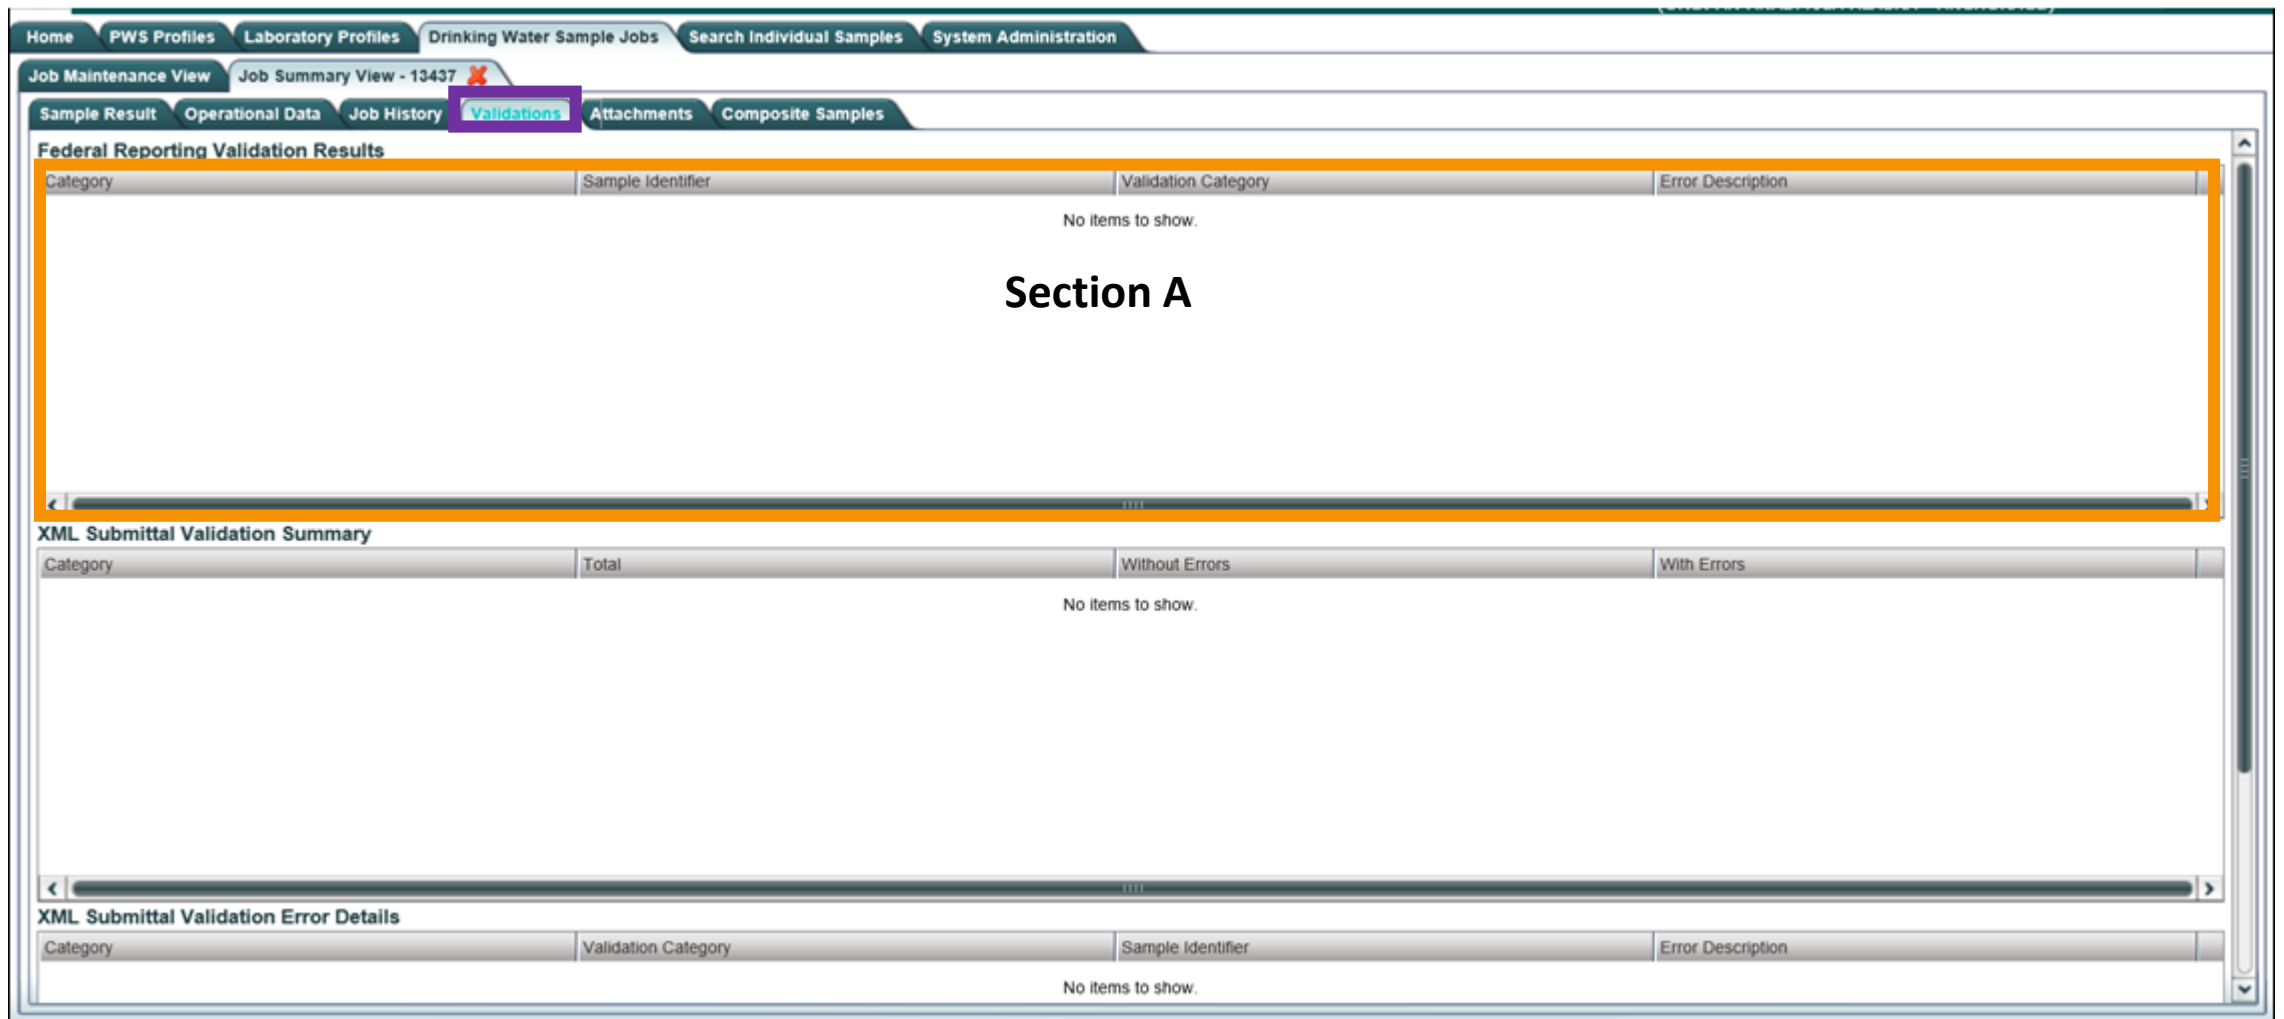 Home PWS Profiles Laboratory Profiles Drinking Water Sample Jobs Search Individual Samples System Administration
Job Maintenance View Job Summary View - 13437
Sample Result Operational Data Job History Validations Attachments Composite Samples
Federal Reporting Validation Results
Category Sample Identifier Validation Category Error Description
No items to show.
Section A
XML Submittal Validation Summary
Category Total Without Errors With Errors
No items to show.
XML Submittal Validation Error Details
Category Validation Category Sample Identifier Error Description
No items to show.